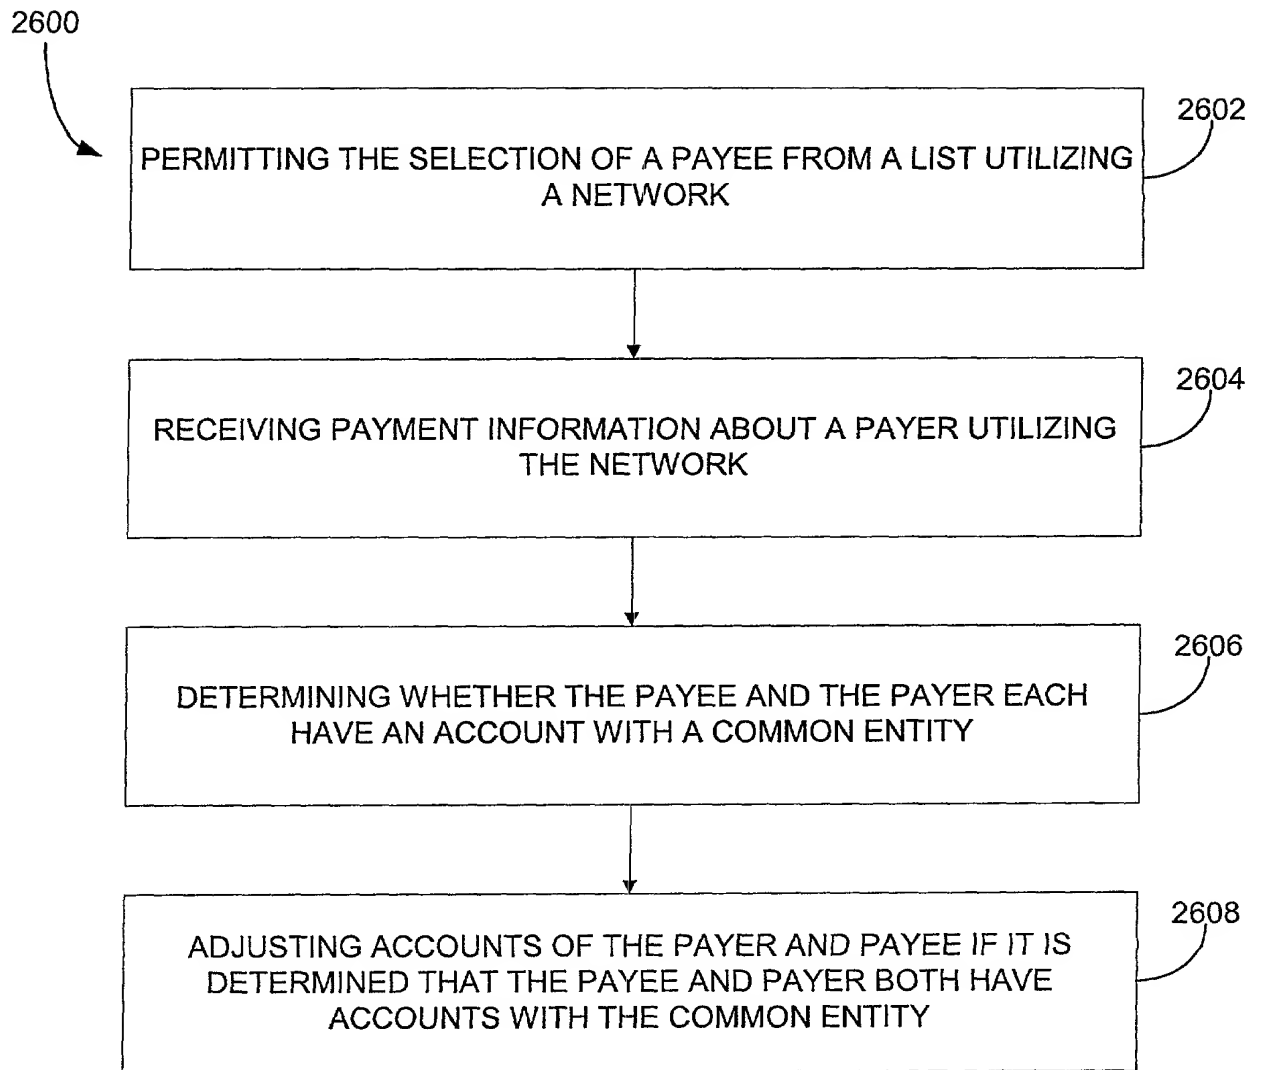 2600
2602
PERMITTING THE SELECTION OF A PAYEE FROM A LIST UTILIZING
A NETWORK
2604
RECEIVING PAYMENT INFORMATION ABOUT A PAYER UTILIZING
THE NETWORK
2606
DETERMINING WHETHER THE PAYEE AND THE PAYER EACH
HAVE AN ACCOUNT WITH A COMMON ENTITY
2608
ADJUSTING ACCOUNTS OF THE PAYER AND PAYEE IF IT IS
DETERMINED THAT THE PAYEE AND PAYER BOTH HAVE
ACCOUNTS WITH THE COMMON ENTITY